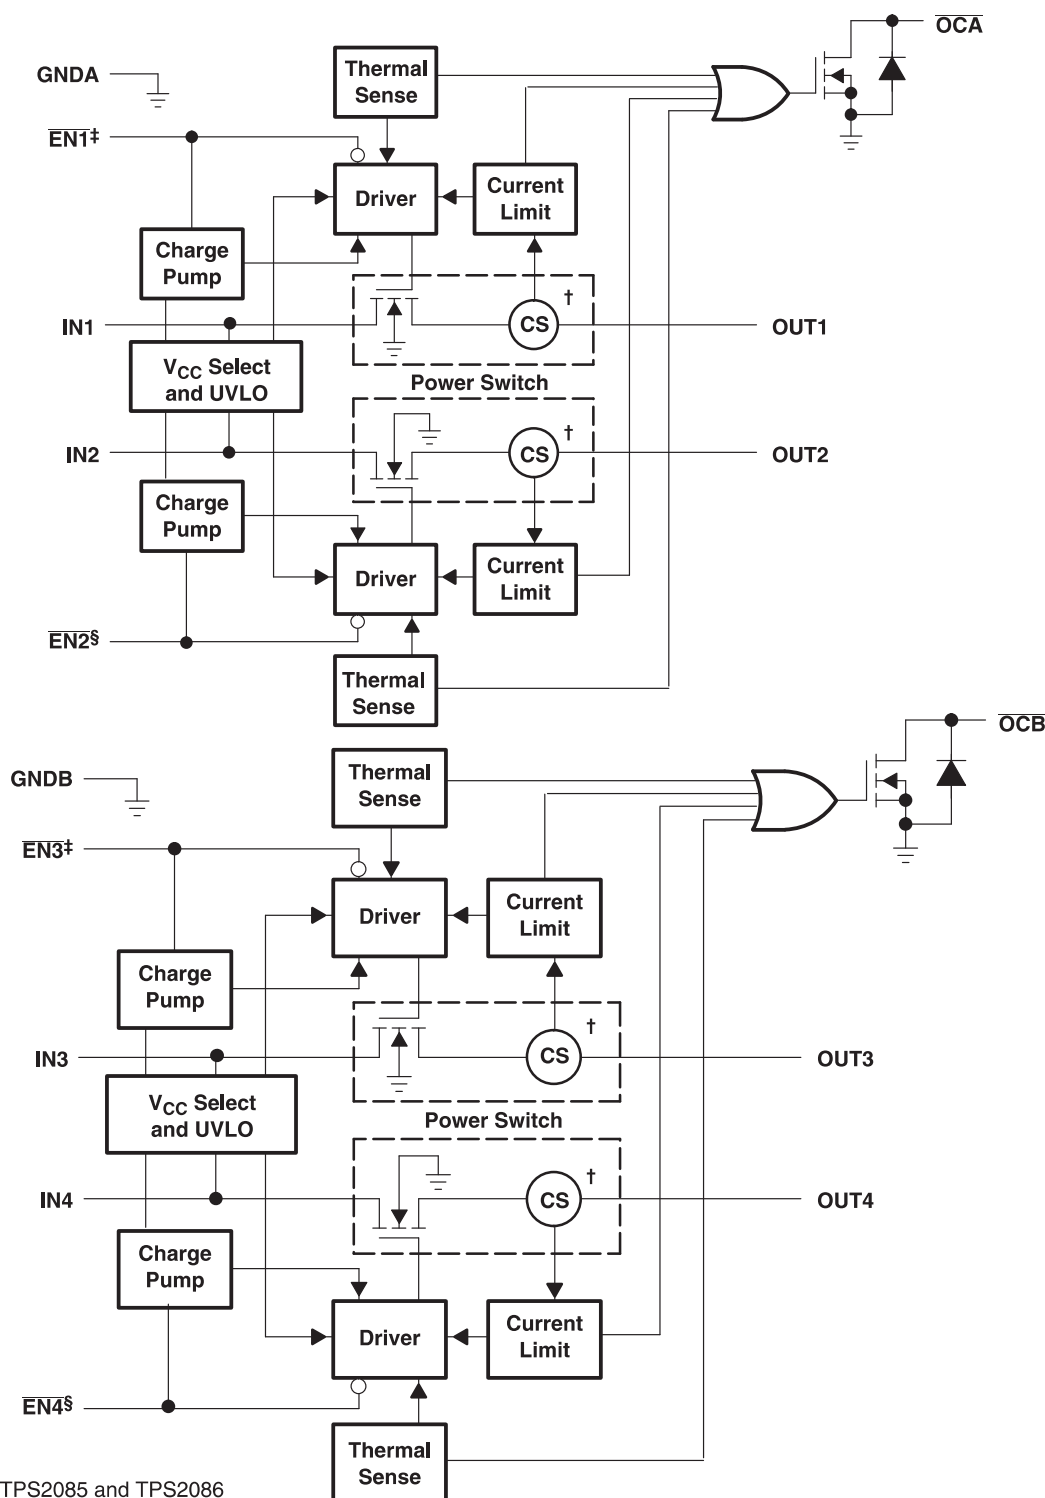 OCA
Thermal
Sense
GNDA
EN1‡
Driver
Current
Limit
Charge
Pump
†
IN1
CS
OUT1
VCC Select
and UVLO
Power Switch
†
IN2
CS
OUT2
Charge
Pump
Driver
Current
Limit
EN2§
Thermal
Sense
OCB
GNDB
Thermal
Sense
EN3‡
Driver
Current
Limit
Charge
Pump
†
IN3
CS
OUT3
VCC Select
and UVLO
Power Switch
†
IN4
CS
OUT4
Charge
Pump
Driver
Current
Limit
EN4§
Thermal
Sense
TPS2085 and TPS2086